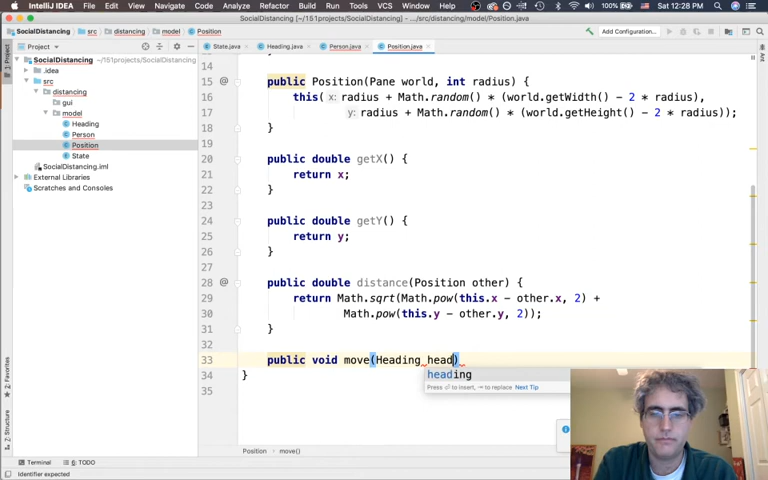 IntelliJ IDEA File Edit View Navigate Code Analyze Refactor Build Run Tools VCS Window Help 100% Sat 12:28 PM
SocialDistancing [~/151projects/SocialDistancing] – .../src/distancing/model/Position.java
SocialDistancing src distancing model Position Add Configuration...
Project State.java Heading.java Person.java Position.java
1: Project
SocialDistancing ~/151projects/SocialDistancing
.idea
src
distancing
gui
model
Heading
Person
Position
State
SocialDistancing.iml
External Libraries
Scratches and Consoles
Ant
14
15 @ public Position(Pane world, int radius) {
16 this( x: radius + Math.random() * (world.getWidth() - 2 * radius),
17 y: radius + Math.random() * (world.getHeight() - 2 * radius));
18 }
19
20 public double getX() {
21 return x;
22 }
23
24 public double getY() {
25 return y;
26 }
27
28 @ public double distance(Position other) {
29 return Math.sqrt(Math.pow(this.x - other.x, 2) +
30 Math.pow(this.y - other.y, 2));
31 }
32
33 public void move(Heading head)
34 }
35
heading
Press ⏎ to insert, ⇥ to replace Next Tip
2: Favorites
7: Structure
Position move()
Terminal 6: TODO
Identifier expected